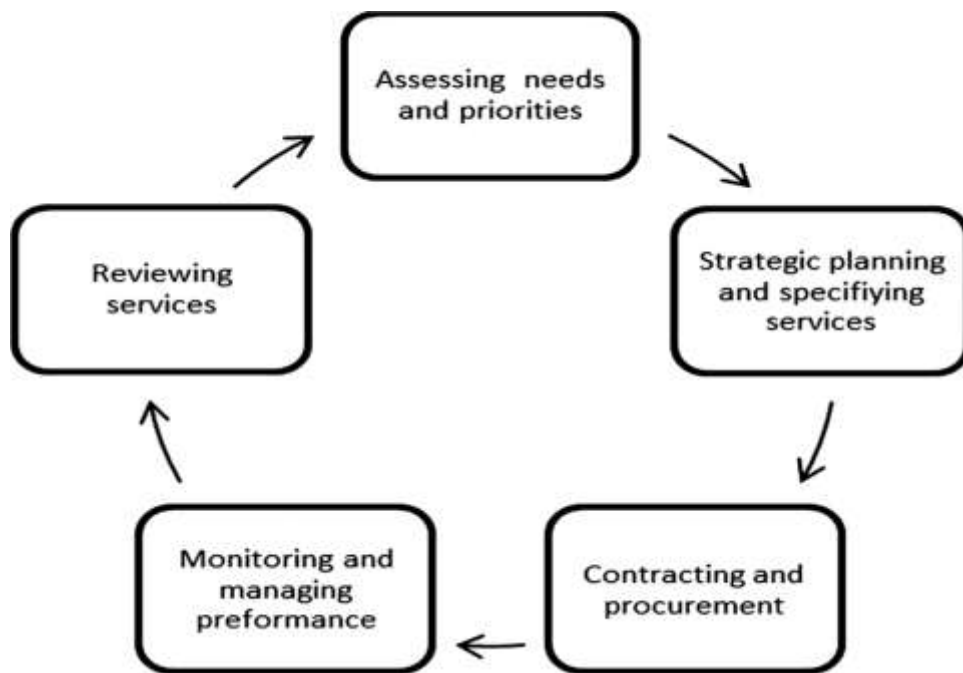 Assessing needs
and priorities
Strategic planning
and specifiying
services
Contracting and
procurement
Monitoring and
managing
preformance
Reviewing
services